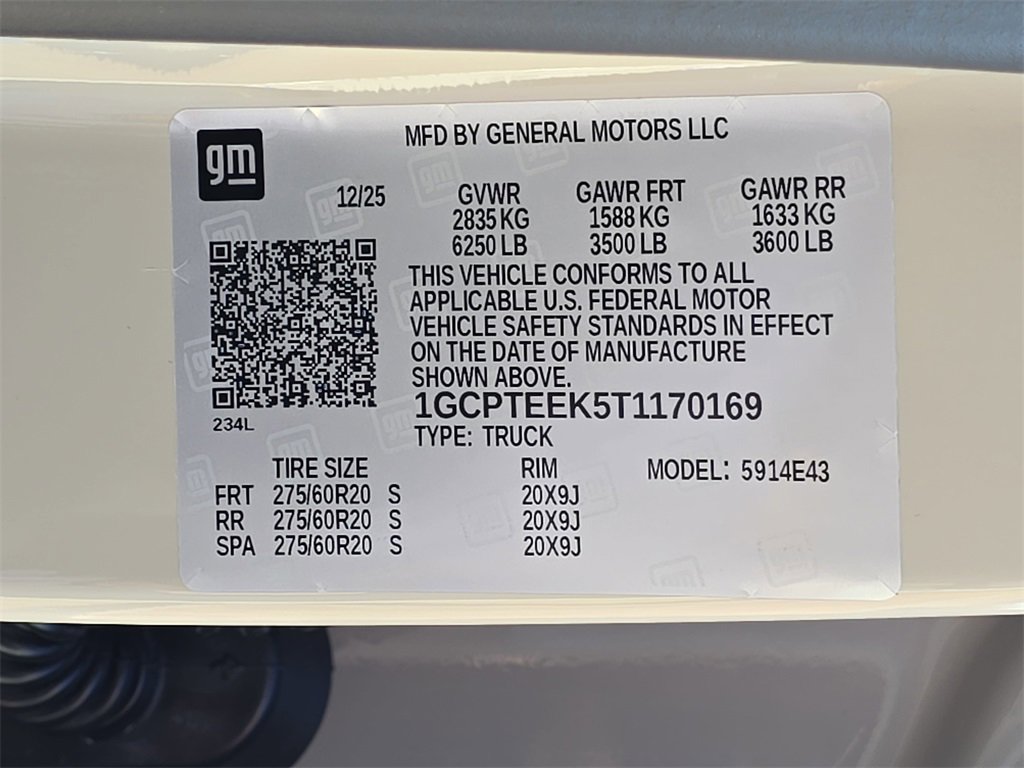 MFD BY GENERAL MOTORS LLC
gm
12/25 GVWR GAWR FRT GAWR RR
2835 KG 1588 KG 1633 KG
6250 LB 3500 LB 3600 LB
THIS VEHICLE CONFORMS TO ALL
APPLICABLE U.S. FEDERAL MOTOR
VEHICLE SAFETY STANDARDS IN EFFECT
ON THE DATE OF MANUFACTURE
SHOWN ABOVE.
1GCPTEEK5T1170169
234L
TYPE: TRUCK
TIRE SIZE RIM MODEL: 5914E43
FRT 275/60R20 S 20X9J
RR 275/60R20 S 20X9J
SPA 275/60R20 S 20X9J